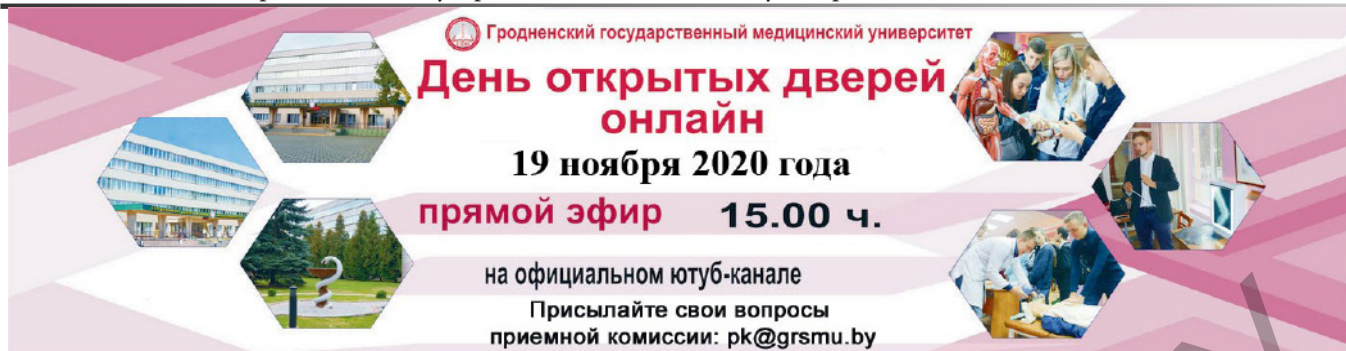 Гродненский государственный медицинский университет
День открытых дверей
онлайн
19 ноября 2020 года
прямой эфир 15.00 ч.
на официальном ютуб-канале
Присылайте свои вопросы
приемной комиссии: pk@grsmu.by